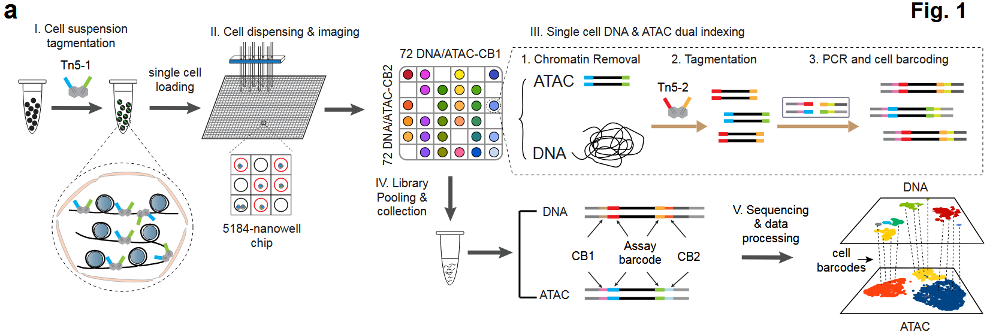 a
Fig. 1
I. Cell suspension
tagmentation
Tn5-1
single cell
loading
II. Cell dispensing & imaging
5184-nanowell
chip
72 DNA/ATAC-CB1
72 DNA/ATAC-CB2
III. Single cell DNA & ATAC dual indexing
1. Chromatin Removal
2. Tagmentation
3. PCR and cell barcoding
ATAC
Tn5-2
DNA
IV. Library
Pooling &
collection
DNA
CB1
Assay
barcode
CB2
ATAC
V. Sequencing
& data
processing
DNA
cell
barcodes
ATAC